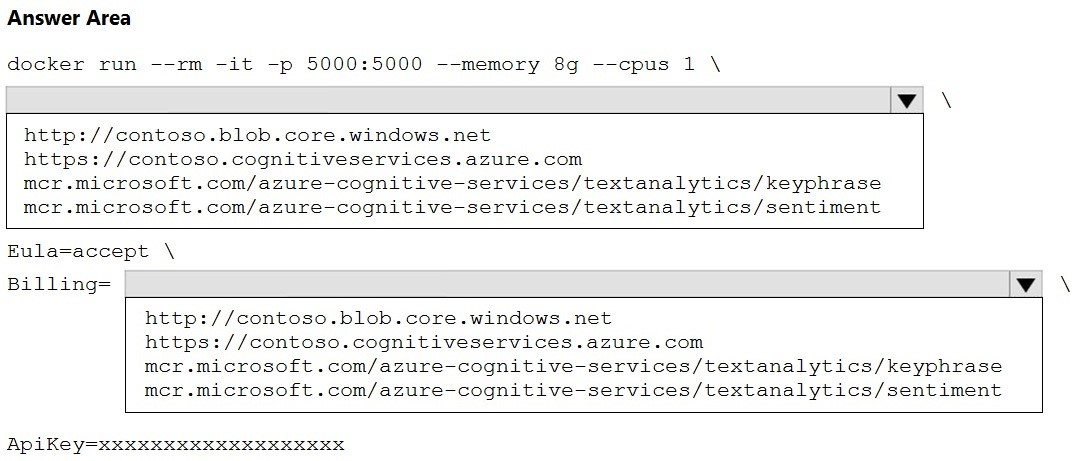 Answer Area
docker run --rm -it -p 5000:5000 --memory 8g --cpus 1 \
\
http://contoso.blob.core.windows.net
https://contoso.cognitiveservices.azure.com
mcr.microsoft.com/azure-cognitive-services/textanalytics/keyphrase
mcr.microsoft.com/azure-cognitive-services/textanalytics/sentiment
Eula=accept \
Billing= \
http://contoso.blob.core.windows.net
https://contoso.cognitiveservices.azure.com
mcr.microsoft.com/azure-cognitive-services/textanalytics/keyphrase
mcr.microsoft.com/azure-cognitive-services/textanalytics/sentiment
ApiKey=xxxxxxxxxxxxxxxxxxx